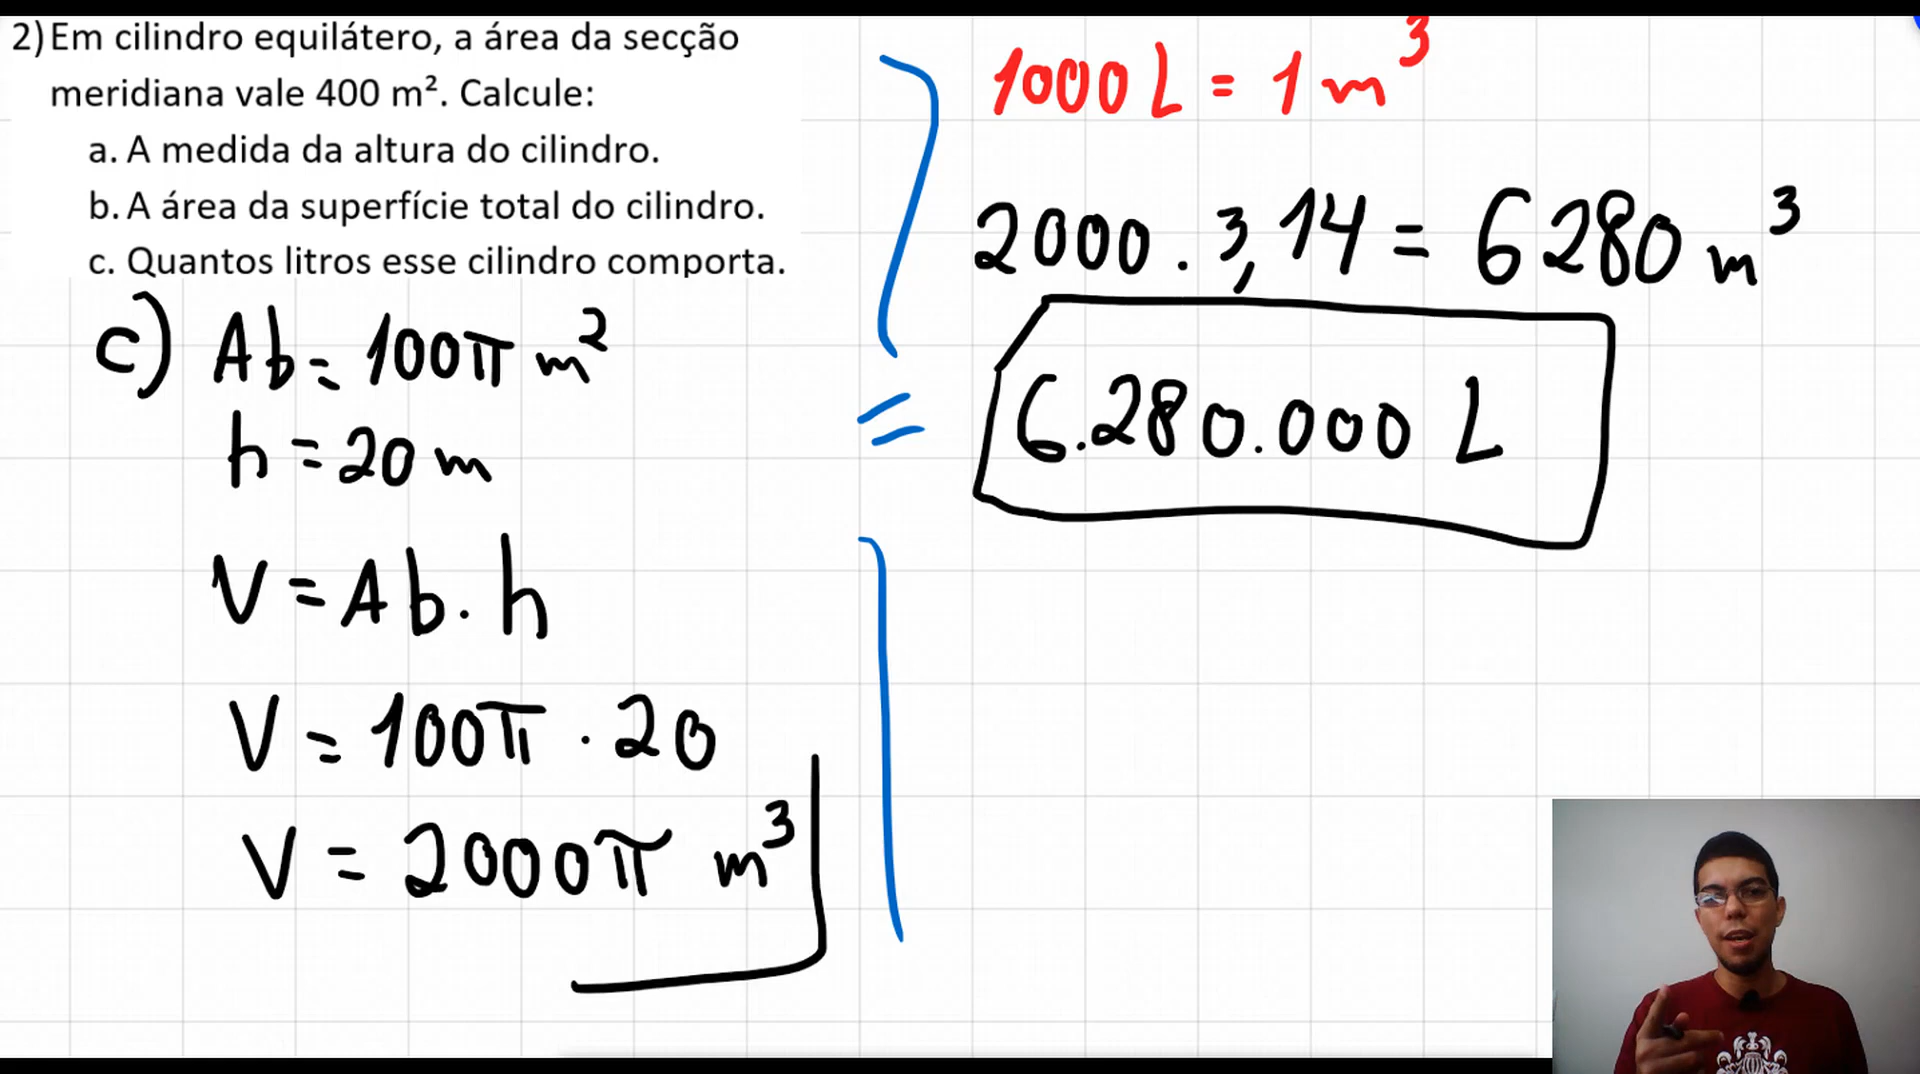 2) Em cilindro equilátero, a área da secção
meridiana vale 400 m². Calcule:
a. A medida da altura do cilindro.
b. A área da superfície total do cilindro.
c. Quantos litros esse cilindro comporta.
c) Ab = 100π m²
h = 20 m
V = Ab . h
V = 100π . 20
V = 2000π m³
1000 L = 1 m³
2000 . 3,14 = 6280 m³
= 6.280.000 L